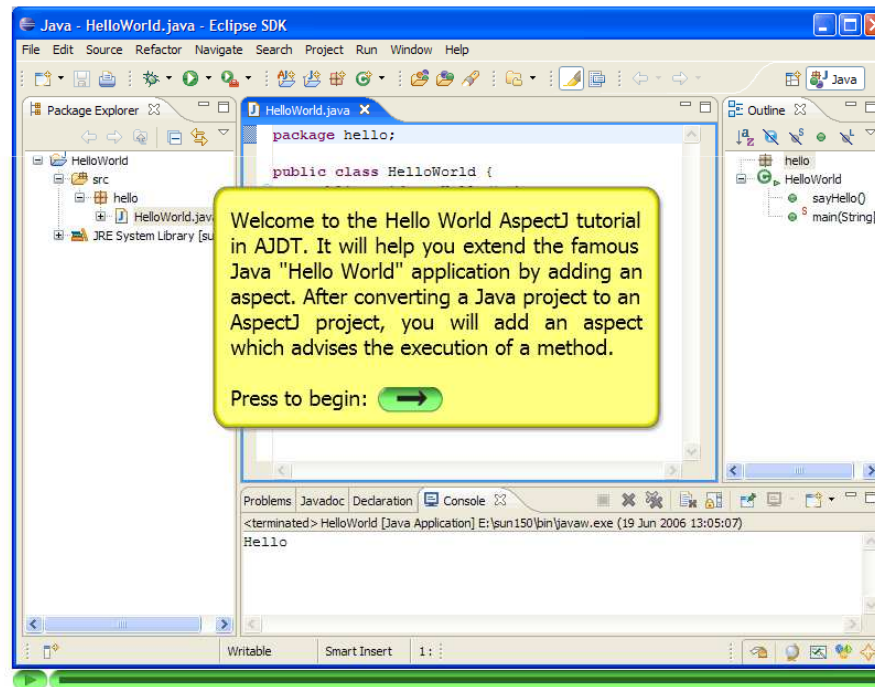 Java - HelloWorld.java - Eclipse SDK
File Edit Source Refactor Navigate Search Project Run Window Help
Java
Package Explorer
HelloWorld
src
hello
HelloWorld.java
JRE System Library [su
HelloWorld.java
package hello;
public class HelloWorld {
Welcome to the Hello World AspectJ tutorial
in AJDT. It will help you extend the famous
Java "Hello World" application by adding an
aspect. After converting a Java project to an
AspectJ project, you will add an aspect
which advises the execution of a method.
Press to begin:
Outline
hello
HelloWorld
sayHello()
main(String[
Problems Javadoc Declaration Console
<terminated> HelloWorld [Java Application] E:\sun150\bin\javaw.exe (19 Jun 2006 13:05:07)
Hello
Writable Smart Insert 1 :